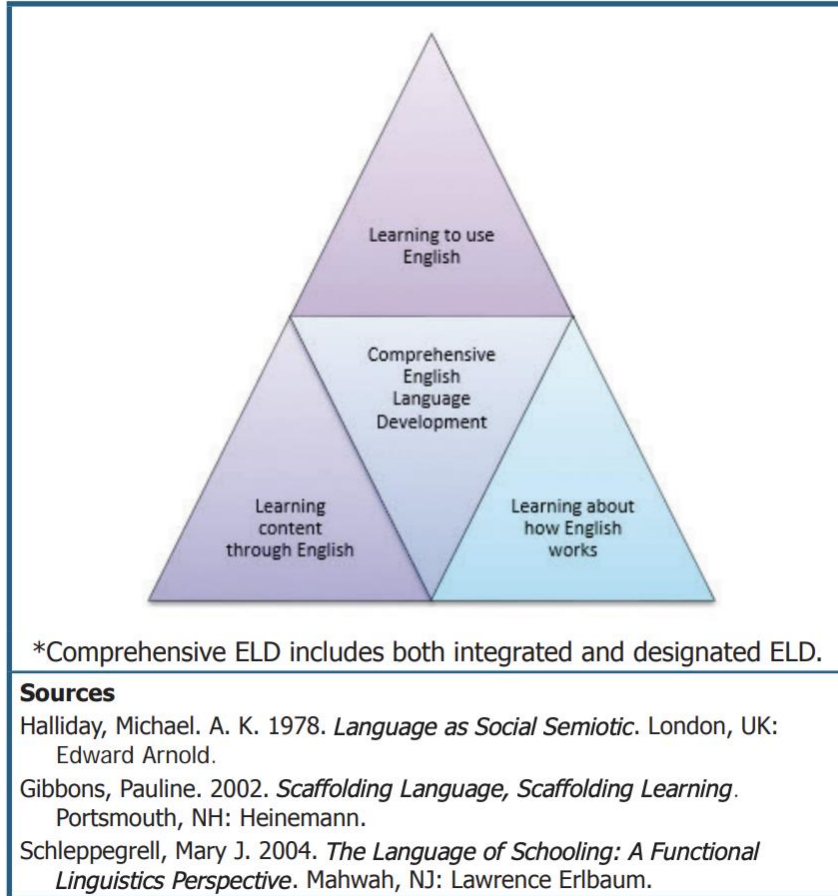 Learning to use
English
Comprehensive
English
Language
Development
Learning
content
through English
Learning about
how English
works
*Comprehensive ELD includes both integrated and designated ELD.
Sources
Halliday, Michael. A. K. 1978. Language as Social Semiotic. London, UK:
Edward Arnold.
Gibbons, Pauline. 2002. Scaffolding Language, Scaffolding Learning.
Portsmouth, NH: Heinemann.
Schleppegrell, Mary J. 2004. The Language of Schooling: A Functional
Linguistics Perspective. Mahwah, NJ: Lawrence Erlbaum.